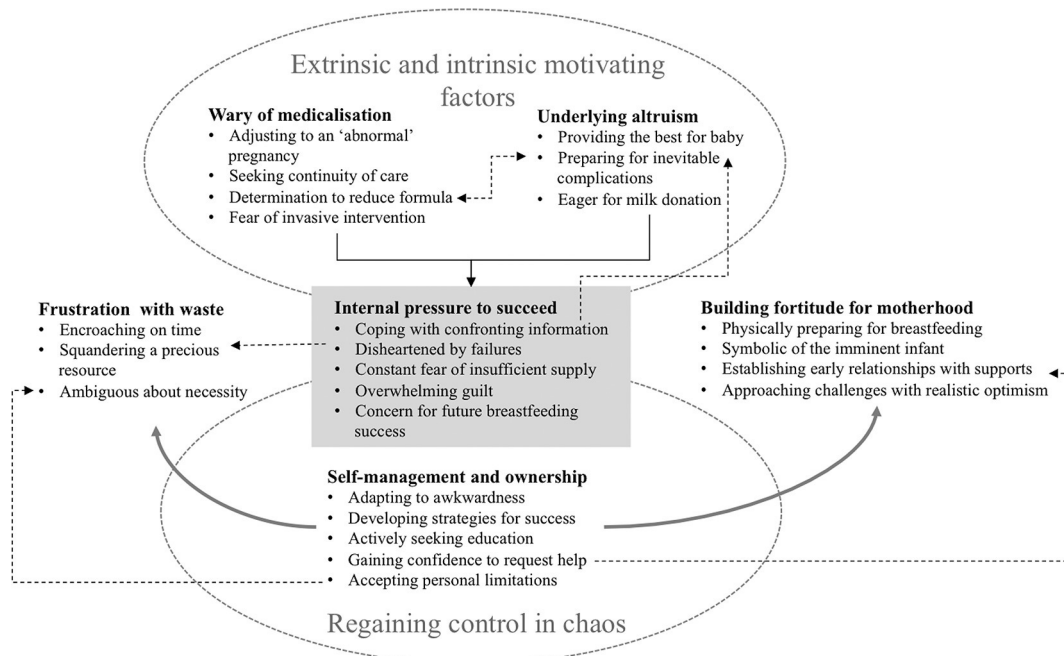 Extrinsic and intrinsic motivating
factors
Wary of medicalisation
• Adjusting to an ‘abnormal’
pregnancy
• Seeking continuity of care
• Determination to reduce formula
• Fear of invasive intervention
Underlying altruism
• Providing the best for baby
• Preparing for inevitable
complications
• Eager for milk donation
Frustration with waste
• Encroaching on time
• Squandering a precious
resource
• Ambiguous about necessity
Internal pressure to succeed
• Coping with confronting information
• Disheartened by failures
• Constant fear of insufficient supply
• Overwhelming guilt
• Concern for future breastfeeding
success
Building fortitude for motherhood
• Physically preparing for breastfeeding
• Symbolic of the imminent infant
• Establishing early relationships with supports
• Approaching challenges with realistic optimism
Self-management and ownership
• Adapting to awkwardness
• Developing strategies for success
• Actively seeking education
• Gaining confidence to request help
• Accepting personal limitations
Regaining control in chaos